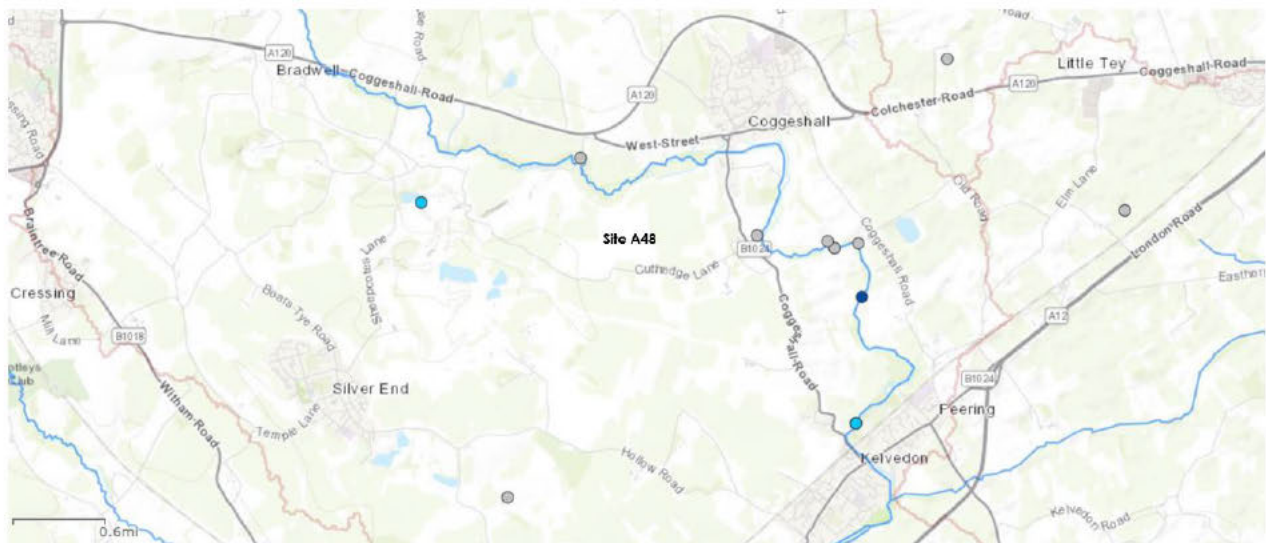 A120
Bradwell
Coggeshall-Road
A120
West-Street
Coggeshall
Colchester-Road
A120
Little Tey
Coggeshall-Road
Road
Old Road
Elm Lane
London Road
Site A48
Cuthedge Lane
B1024
Coggeshall Road
Coggeshall-Road
Sheepcotes Lane
Boars Tye Road
Braintree Road
Cressing
Mill Lane
B1018
Witham-Road
Temple Lane
Silver End
A12
B1024
Feering
Kelvedon
Hollow Road
Kelvedon Road
0.6mi